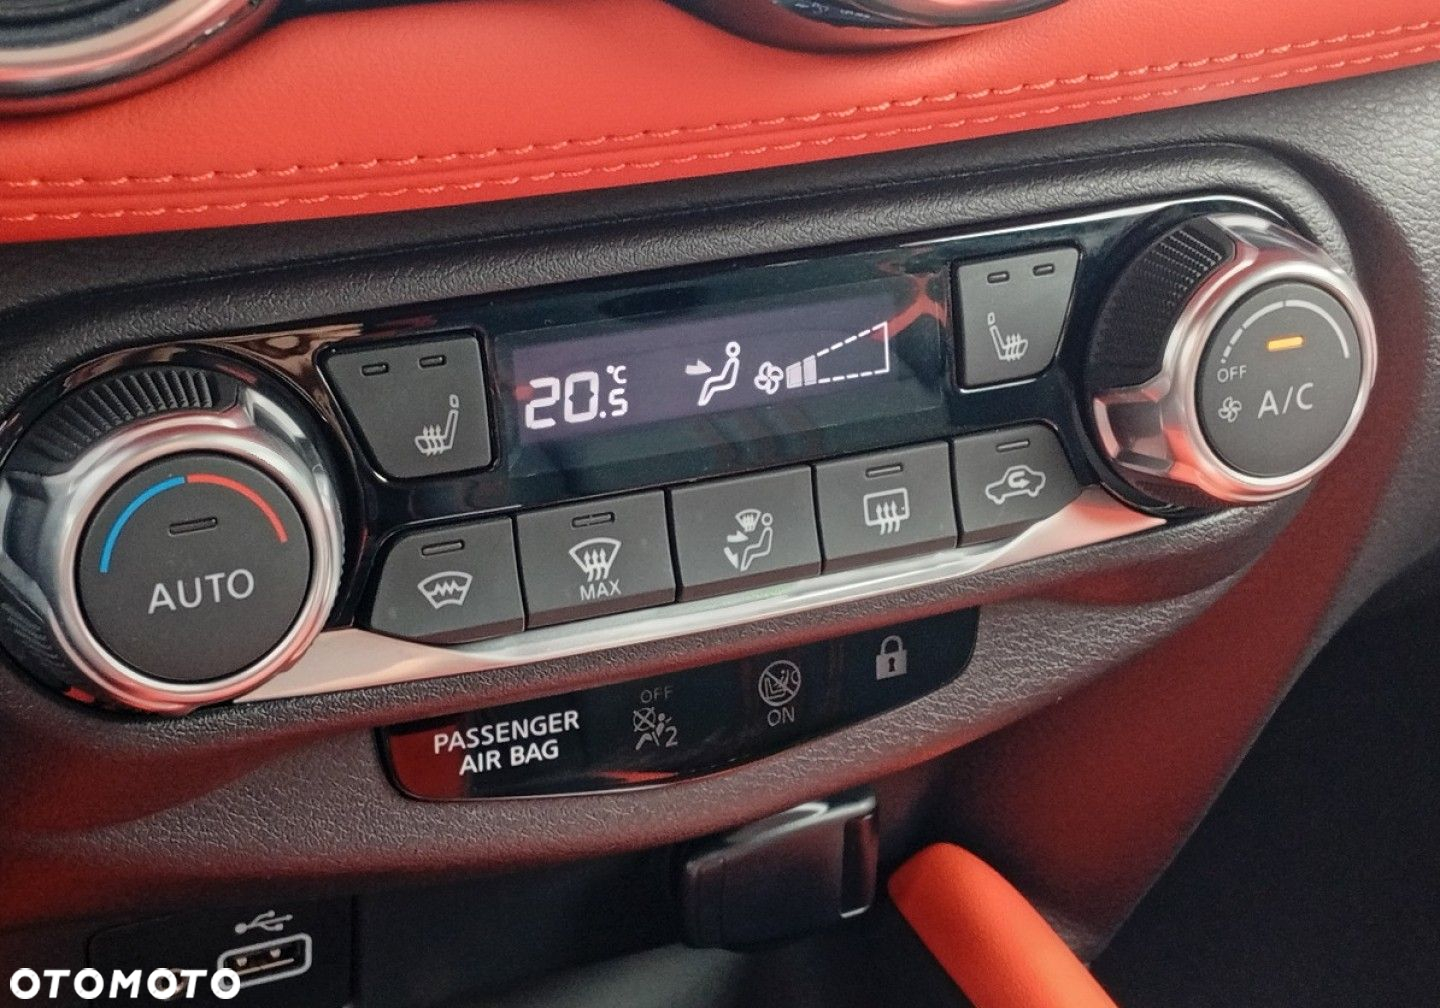 20.5 °C
OFF
A/C
AUTO
MAX
OFF
2
ON
PASSENGER
AIR BAG
OTOMOTO